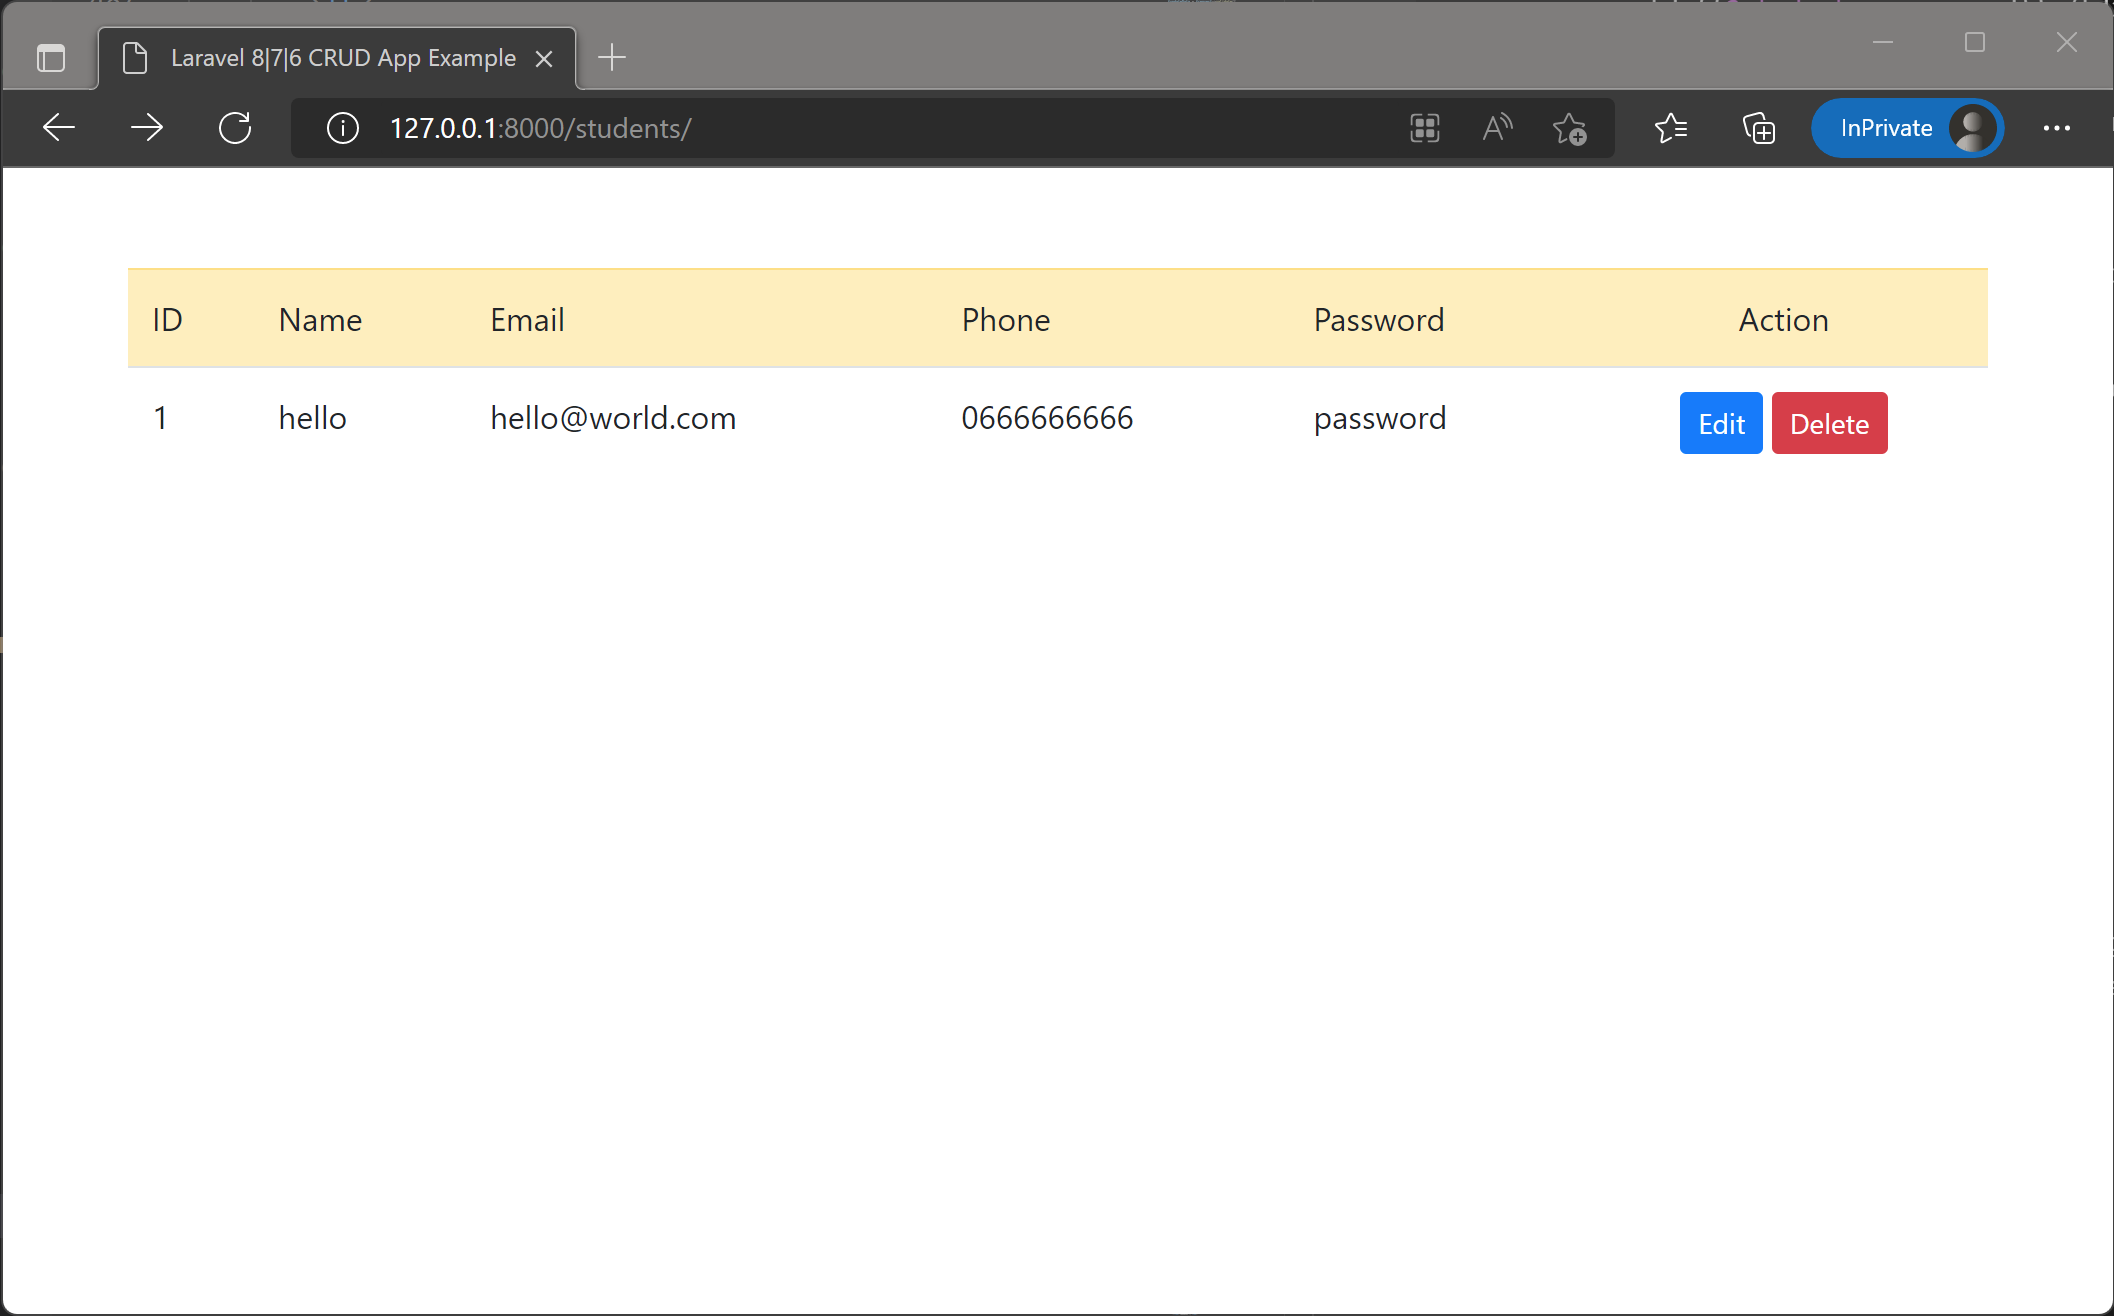 Laravel 8|7|6 CRUD App Example
127.0.0.1:8000/students/
InPrivate
ID Name Email Phone Password Action
1 hello hello@world.com 0666666666 password Edit Delete